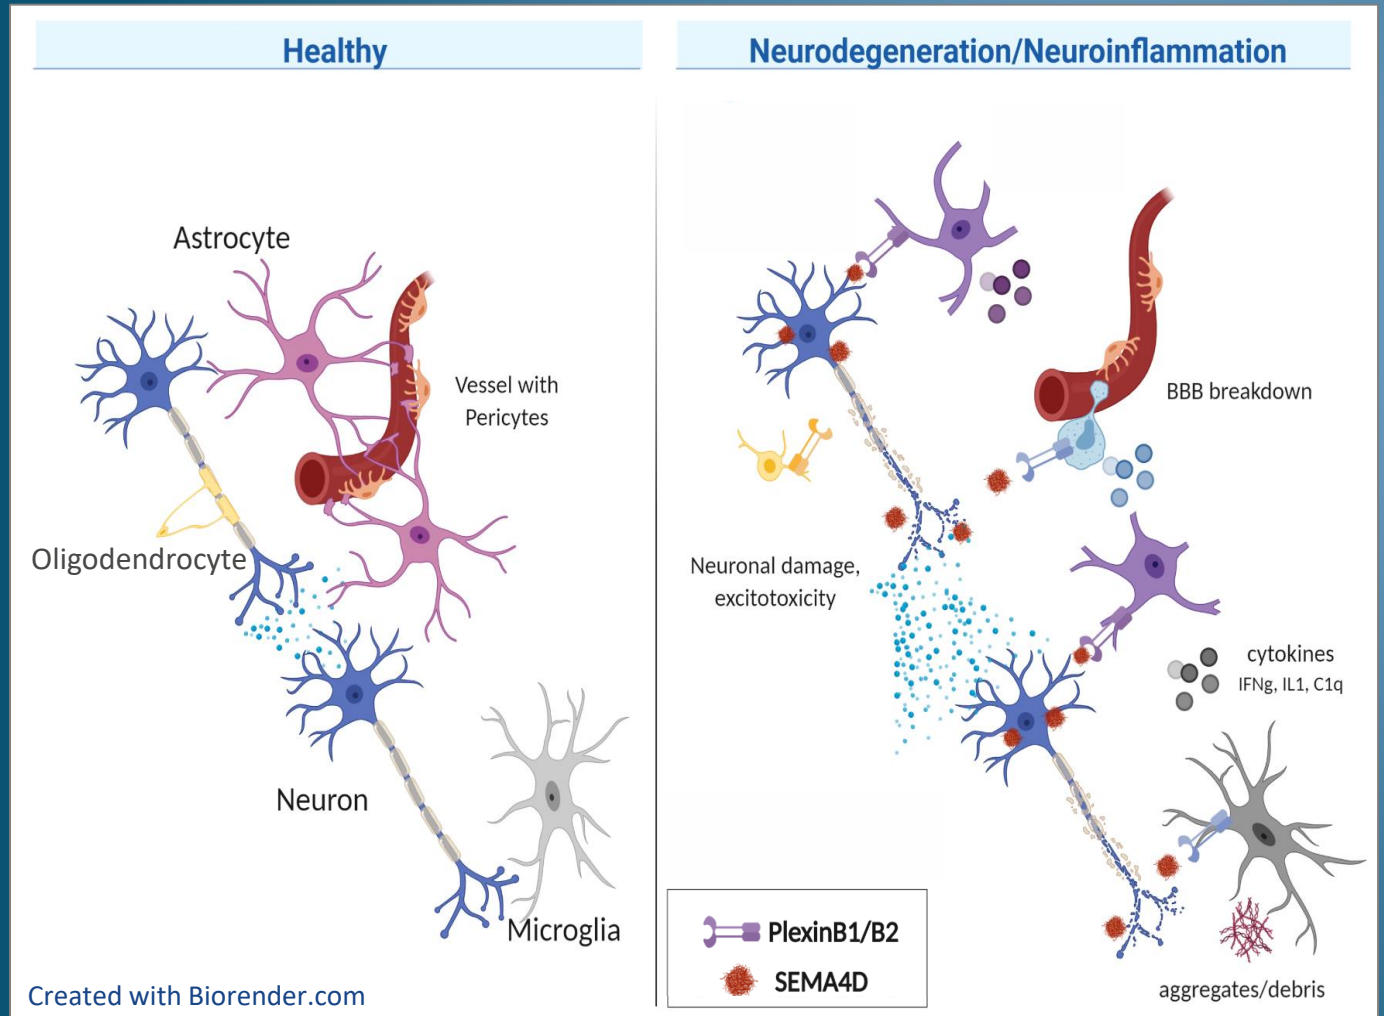 Healthy
Astrocyte
Vessel with
Pericytes
Oligodendrocyte
Neuron
Microglia
Created with Biorender.com
Neurodegeneration/Neuroinflammation
BBB breakdown
Neuronal damage,
excitotoxicity
cytokines
IFNg, IL1, C1q
PlexinB1/B2
SEMA4D
aggregates/debris